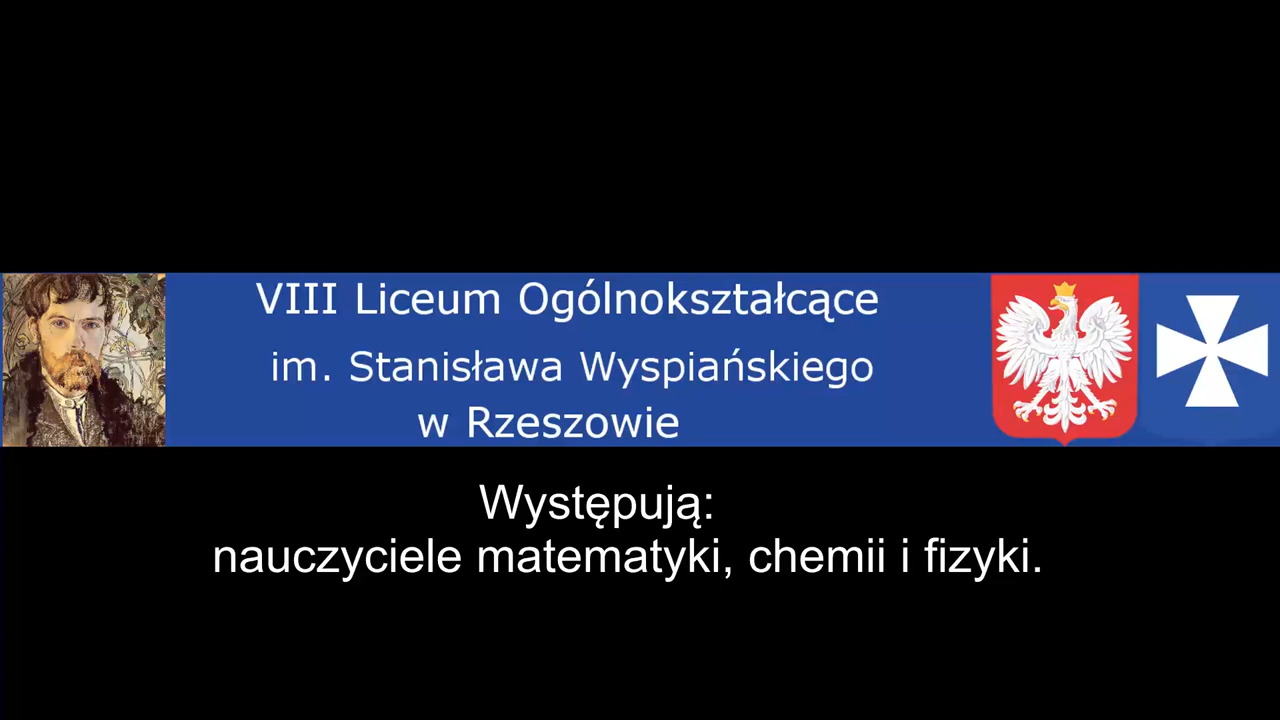 VIII Liceum Ogólnokształcące
im. Stanisława Wyspiańskiego
w Rzeszowie
Występują:
nauczyciele matematyki, chemii i fizyki.